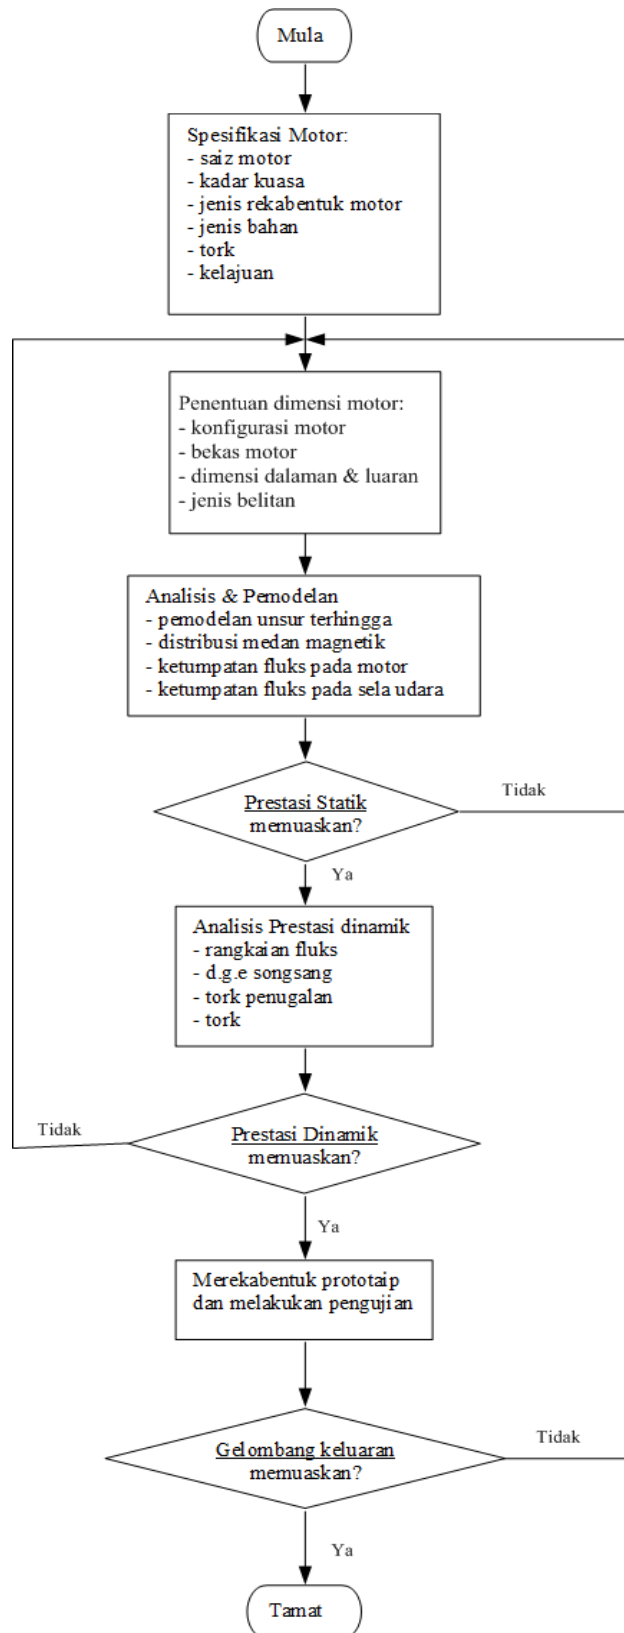 Mula
Spesifikasi Motor:
- saiz motor
- kadar kuasa
- jenis rekabentuk motor
- jenis bahan
- tork
- kelajuan
Penentuan dimensi motor:
- konfigurasi motor
- bekas motor
- dimensi dalaman & luaran
- jenis belitan
Analisis & Pemodelan
- pemodelan unsur terhingga
- distribusi medan magnetik
- ketumpatan fluks pada motor
- ketumpatan fluks pada sela udara
Prestasi Statik
memuaskan?
Tidak
Ya
Analisis Prestasi dinamik
- rangkaian fluks
- d.g.e songsang
- tork penugalan
- tork
Prestasi Dinamik
memuaskan?
Tidak
Ya
Merekabentuk prototaip
dan melakukan pengujian
Gelombang keluaran
memuaskan?
Tidak
Ya
Tamat